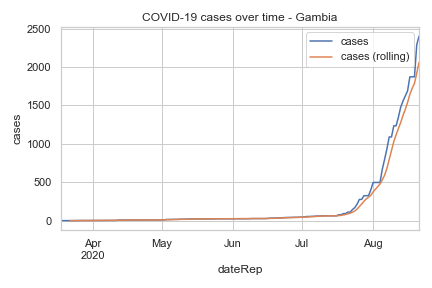 COVID-19 cases over time - Gambia
cases
cases (rolling)
2500
2000
1500
1000
500
0
cases
Apr
2020
May
Jun
Jul
Aug
dateRep